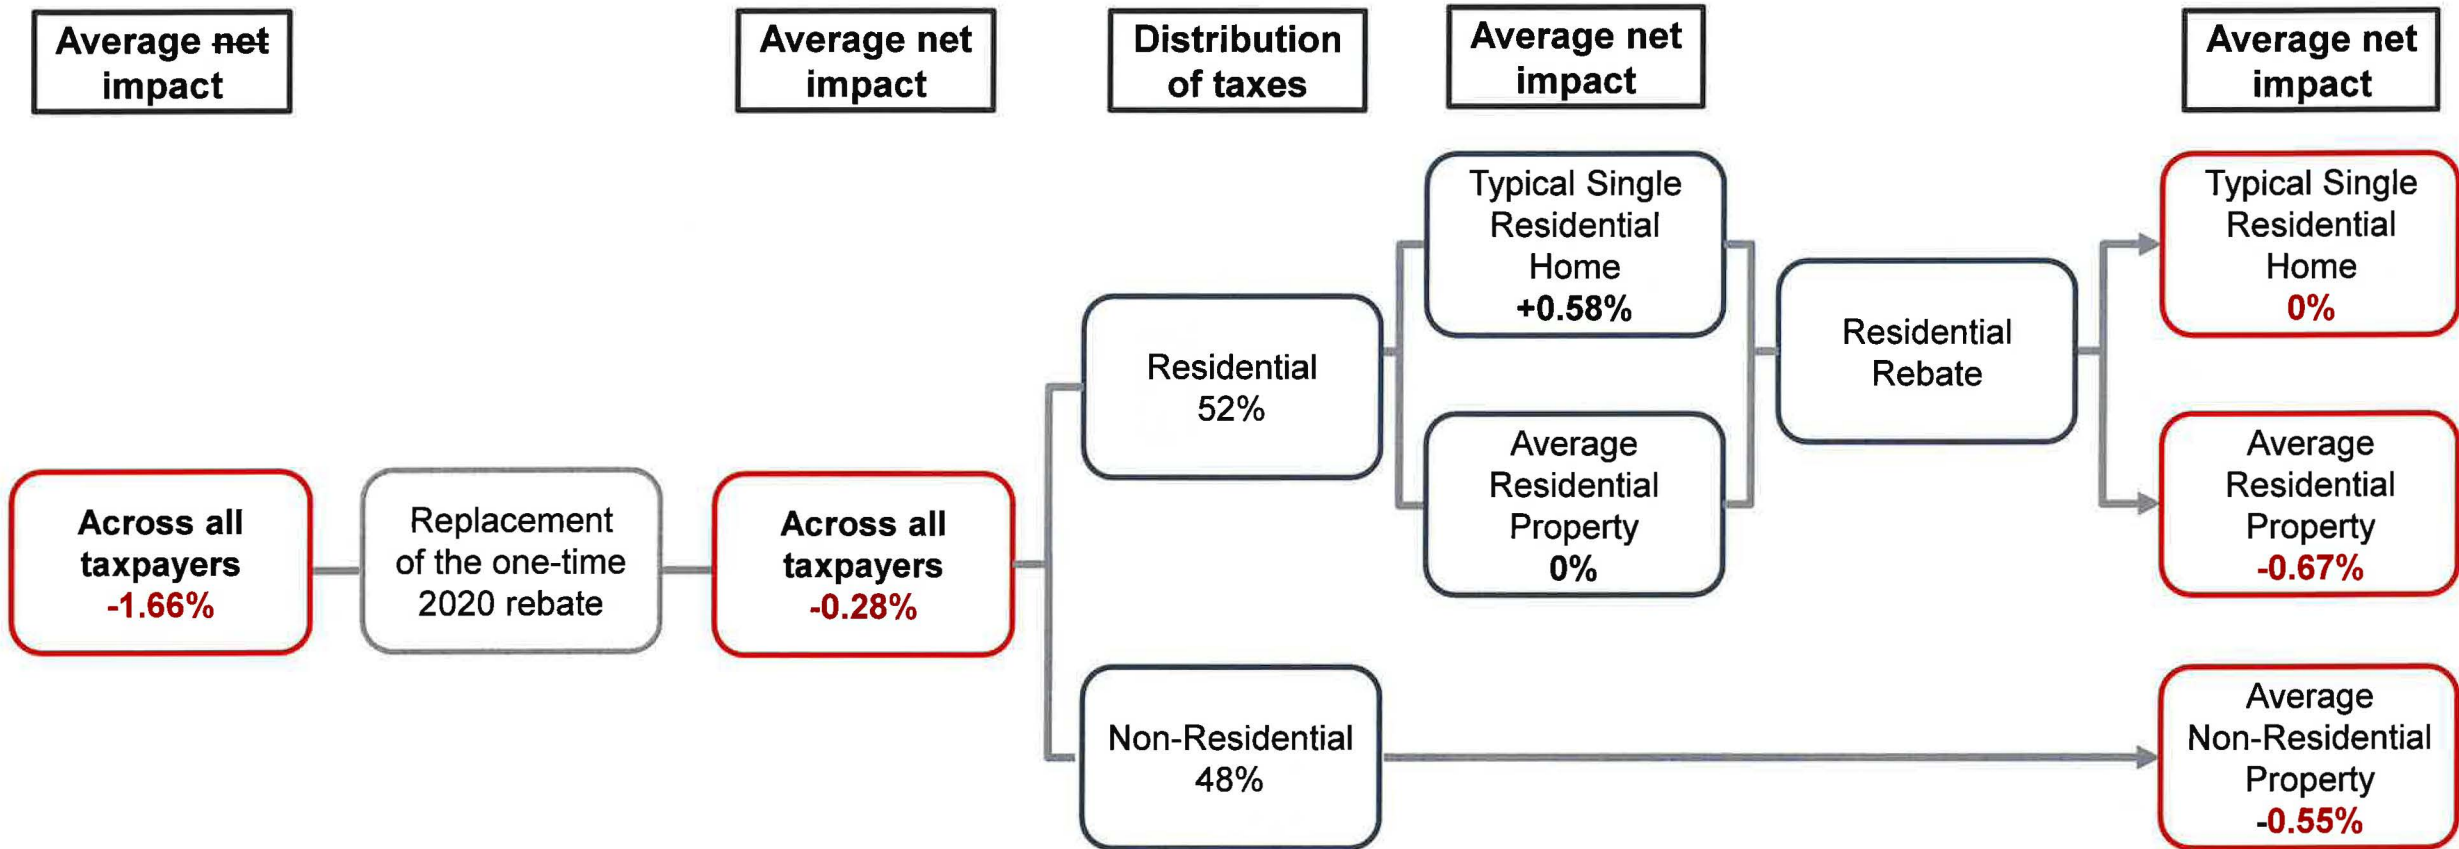 Average net
impact
Average net
impact
Distribution
of taxes
Average net
impact
Average net
impact
Across all
taxpayers
-1.66%
Replacement
of the one-time
2020 rebate
Across all
taxpayers
-0.28%
Residential
52%
Non-Residential
48%
Typical Single
Residential
Home
+0.58%
Average
Residential
Property
0%
Residential
Rebate
Typical Single
Residential
Home
0%
Average
Residential
Property
-0.67%
Average
Non-Residential
Property
-0.55%